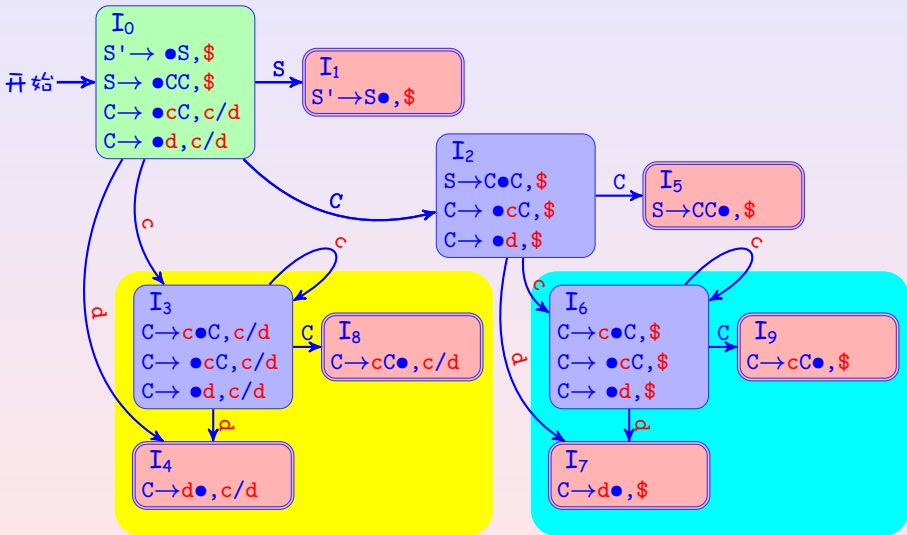 I₀
S'→ ●S,$
S→ ●CC,$
C→ ●cC,c/d
C→ ●d,c/d
开始
S
I₁
S'→S●,$
C
I₂
S→C●C,$
C→ ●cC,$
C→ ●d,$
C
I₅
S→CC●,$
c
d
c
I₃
C→c●C,c/d
C→ ●cC,c/d
C→ ●d,c/d
C
I₈
C→cC●,c/d
d
I₄
C→d●,c/d
c
d
c
I₆
C→c●C,$
C→ ●cC,$
C→ ●d,$
C
I₉
C→cC●,$
d
I₇
C→d●,$